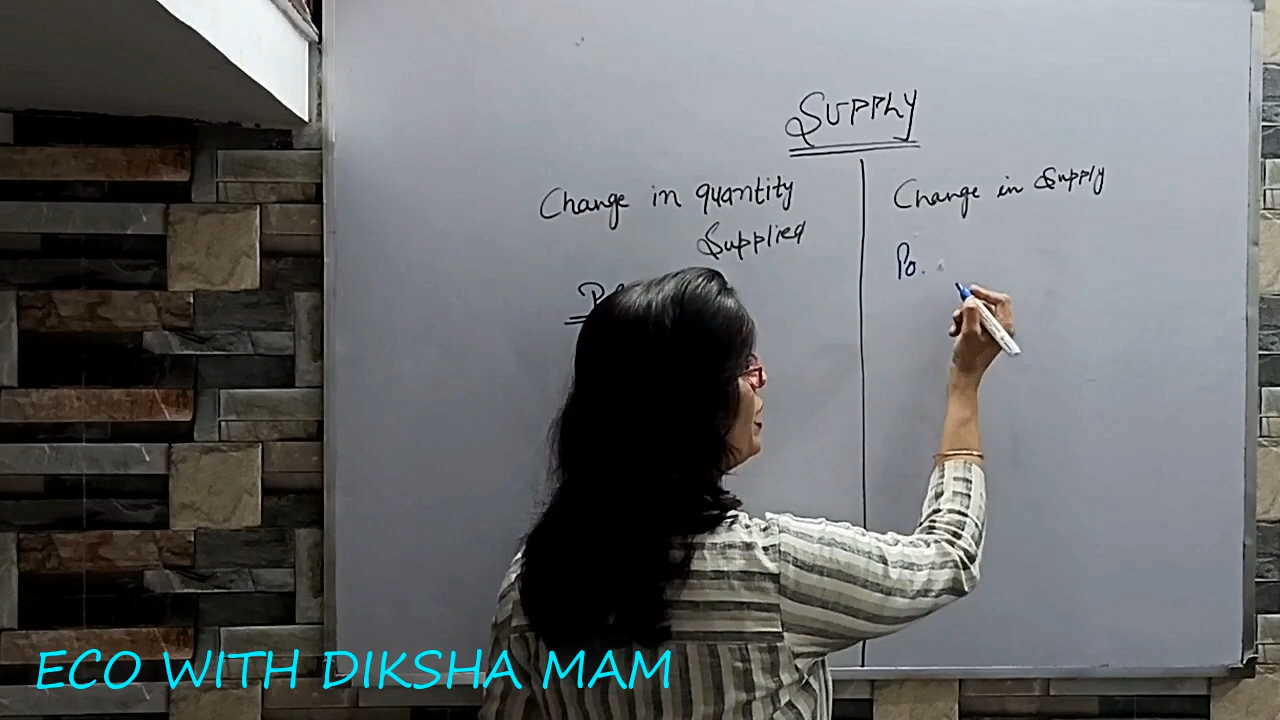 SUPPLY
Change in quantity
Supplied
Change in Supply
Po.
ECO WITH DIKSHA MAM